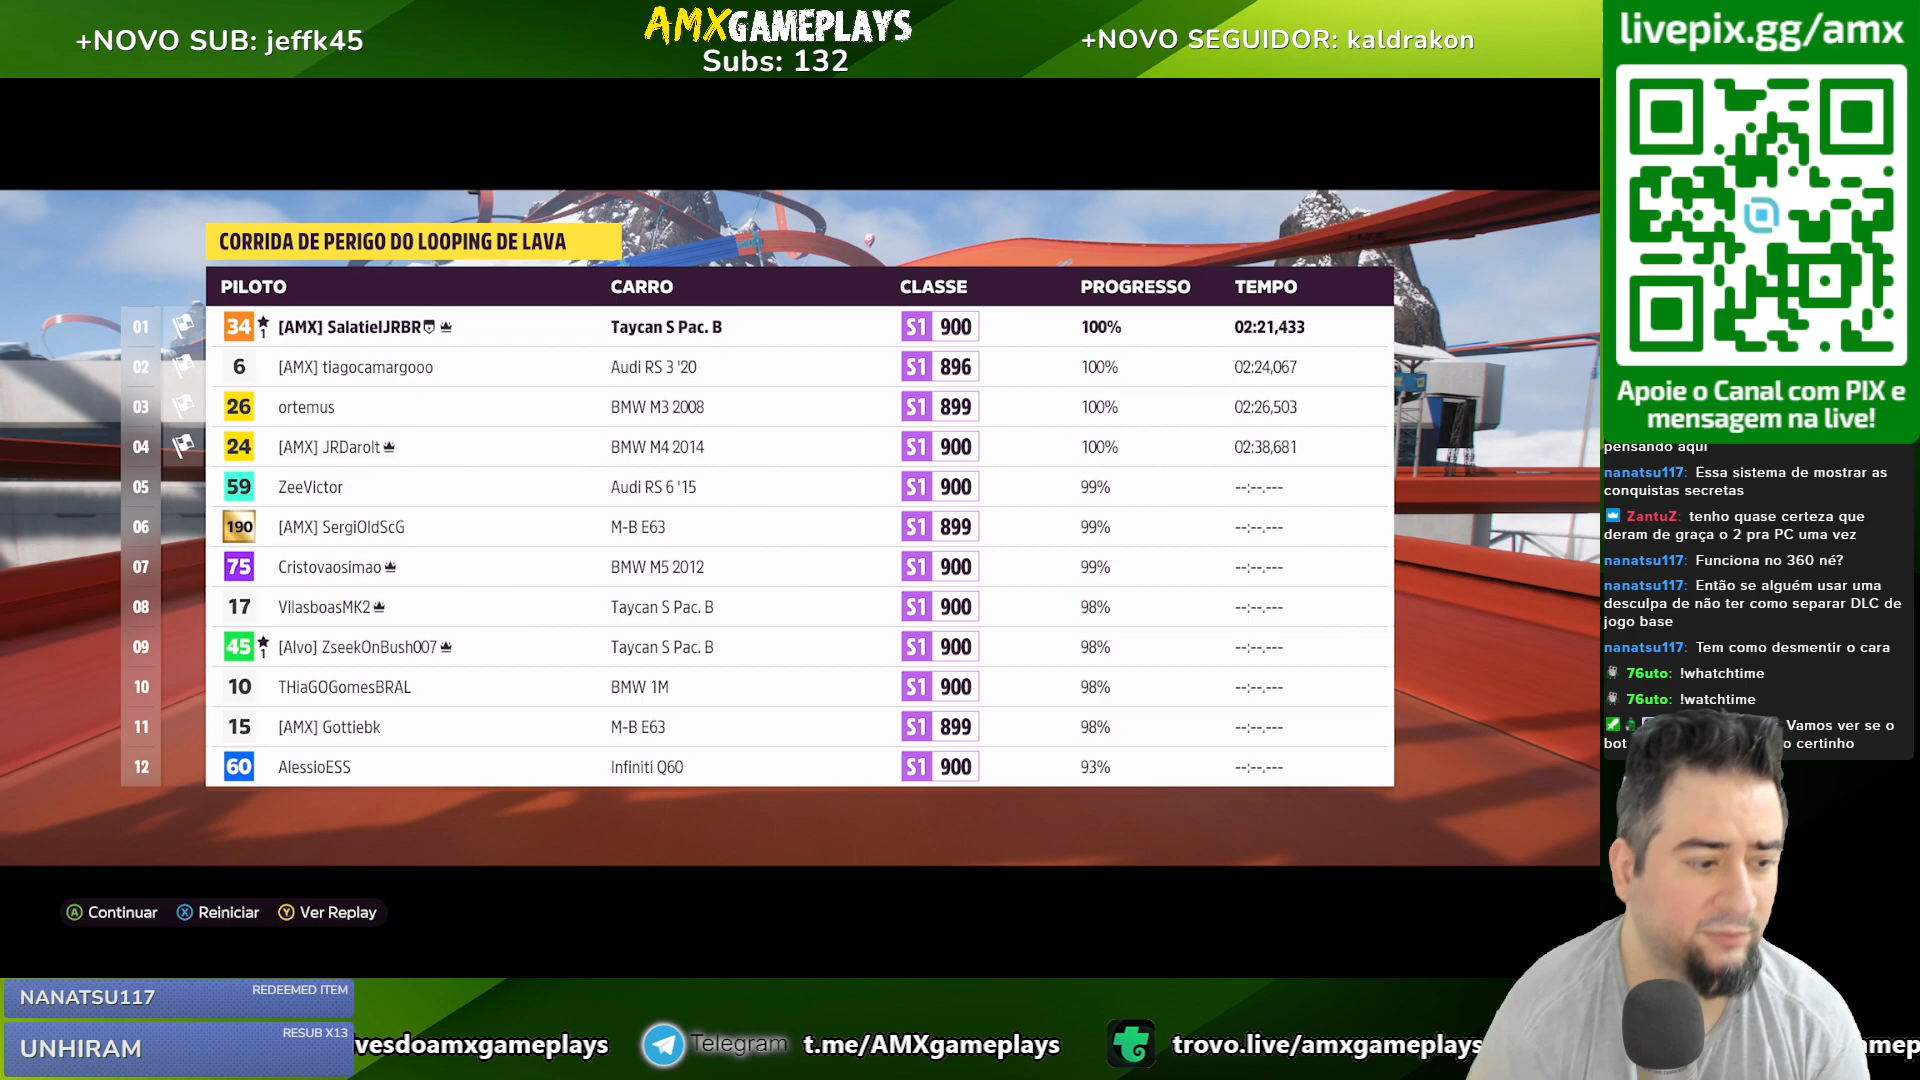 +NOVO SUB: jeffk45
AMXGAMEPLAYS
Subs: 132
+NOVO SEGUIDOR: kaldrakon
livepix.gg/amx
Apoie o Canal com PIX e
mensagem na live!
CORRIDA DE PERIGO DO LOOPING DE LAVA
PILOTO CARRO CLASSE PROGRESSO TEMPO
01 34 1 [AMX] SalatielJRBR Taycan S Pac. B S1 900 100% 02:21,433
02 6 [AMX] tiagocamargooo Audi RS 3 '20 S1 896 100% 02:24,067
03 26 ortemus BMW M3 2008 S1 899 100% 02:26,503
04 24 [AMX] JRDarolt BMW M4 2014 S1 900 100% 02:38,681
05 59 ZeeVictor Audi RS 6 '15 S1 900 99% --:--.---
06 190 [AMX] SergiOldScG M-B E63 S1 899 99% --:--.---
07 75 Cristovaosimao BMW M5 2012 S1 900 99% --:--.---
08 17 VilasboasMK2 Taycan S Pac. B S1 900 98% --:--.---
09 45 1 [Alvo] ZseekOnBush007 Taycan S Pac. B S1 900 98% --:--.---
10 10 THiaGOGomesBRAL BMW 1M S1 900 98% --:--.---
11 15 [AMX] Gottiebk M-B E63 S1 899 98% --:--.---
12 60 AlessioESS Infiniti Q60 S1 900 93% --:--.---
A Continuar X Reiniciar Y Ver Replay
pensando aqui
nanatsu117: Essa sistema de mostrar as
conquistas secretas
ZantuZ: tenho quase certeza que
deram de graça o 2 pra PC uma vez
nanatsu117: Funciona no 360 né?
nanatsu117: Então se alguém usar uma
desculpa de não ter como separar DLC de
jogo base
nanatsu117: Tem como desmentir o cara
76uto: !whatchtime
76uto: !watchtime
Vamos ver se o
bot o certinho
NANATSU117 REDEEMED ITEM
UNHIRAM RESUB X13
vesdoamxgameplays
Telegram t.me/AMXgameplays
trovo.live/amxgameplays